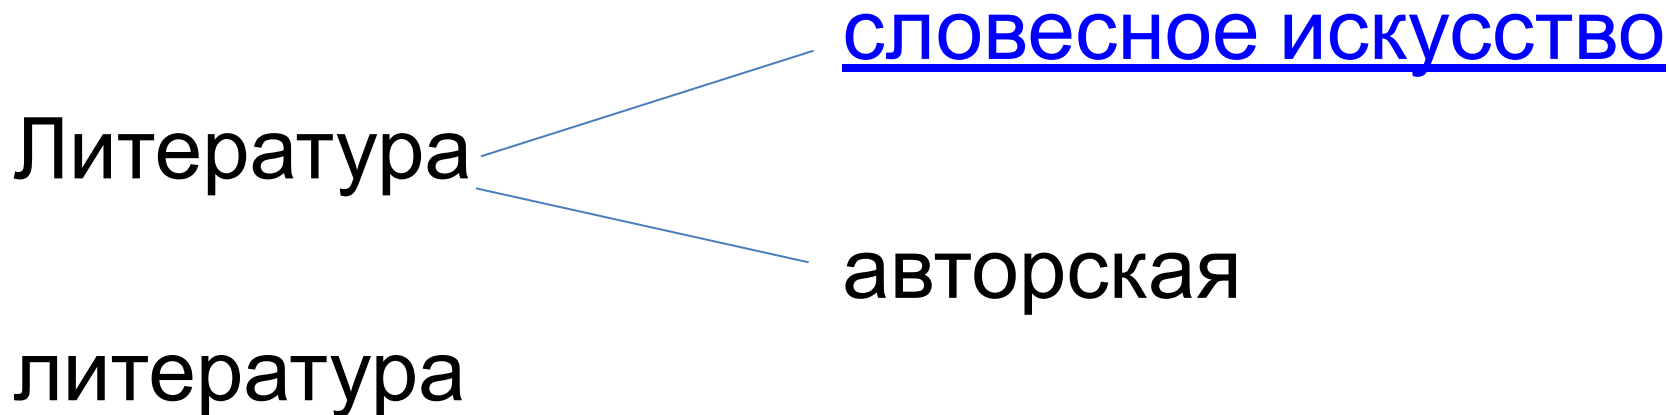 словесное искусство
Литература
авторская
литература